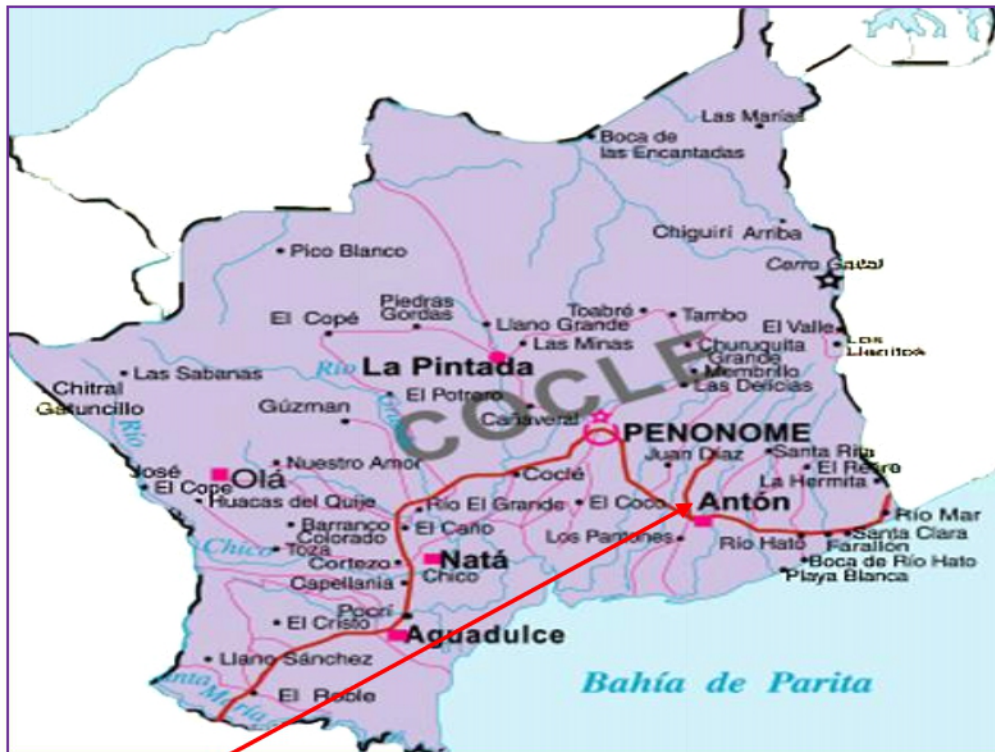 Las Marías
Boca de
las Encantadas
Chiguirí Arriba
Pico Blanco
Piedras
Gordas
El Copé
Llano Grande
Toabré
Tambo
El Valle
Las Minas
Churuquita
Grande
La Pintada
Río
Membrillo
Las Delicias
Chitral
Gatuncillo
Las Sabanas
El Potrero
Gúzman
Cañaveral
COCLE
Río
PENONOME
Juan Díaz
Santa Rita
El Retiro
La Hermita
José
El Cope
Olá
Nuestro Amor
Coclé
Huacas del Quije
Río El Grande
El Coco
Antón
Río Mar
Barranco
Colorado
El Caño
Los Pantones
Río Hato
Santa Clara
Farallón
Chico
Toza
Natá
Cortezo
Chico
Boca de Río Hato
Playa Blanca
Capellania
Pocrí
El Cristo
Aguadulce
Llano Sánchez
El Roble
María
Bahía de Parita